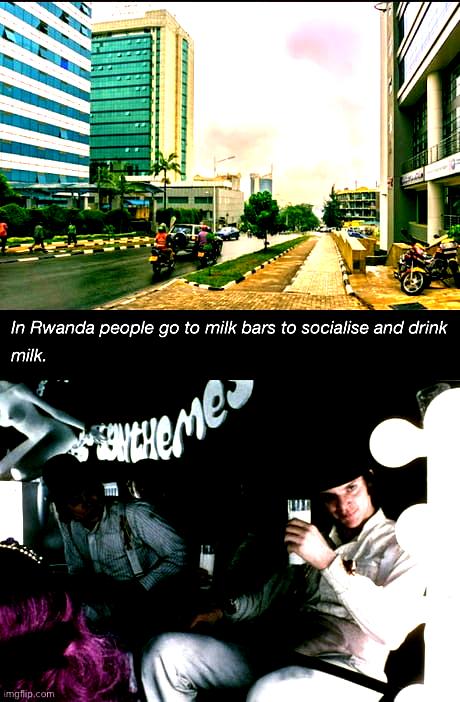 In Rwanda people go to milk bars to socialise and drink
milk.
imgflip.com